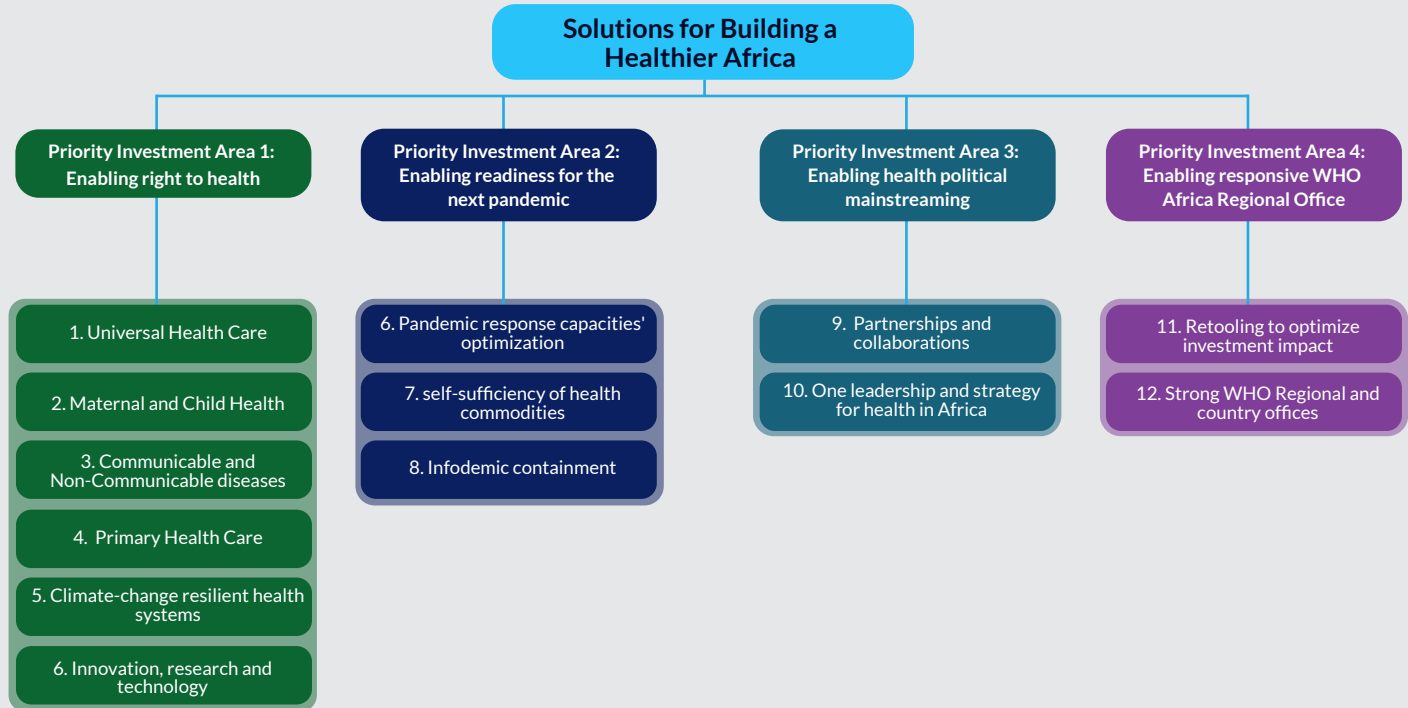 Solutions for Building a
Healthier Africa
Priority Investment Area 1:
Enabling right to health
1. Universal Health Care
2. Maternal and Child Health
3. Communicable and
Non-Communicable diseases
4. Primary Health Care
5. Climate-change resilient health
systems
6. Innovation, research and
technology
Priority Investment Area 2:
Enabling readiness for the
next pandemic
6. Pandemic response capacities'
optimization
7. self-sufficiency of health
commodities
8. Infodemic containment
Priority Investment Area 3:
Enabling health political
mainstreaming
9. Partnerships and
collaborations
10. One leadership and strategy
for health in Africa
Priority Investment Area 4:
Enabling responsive WHO
Africa Regional Office
11. Retooling to optimize
investment impact
12. Strong WHO Regional and
country offices